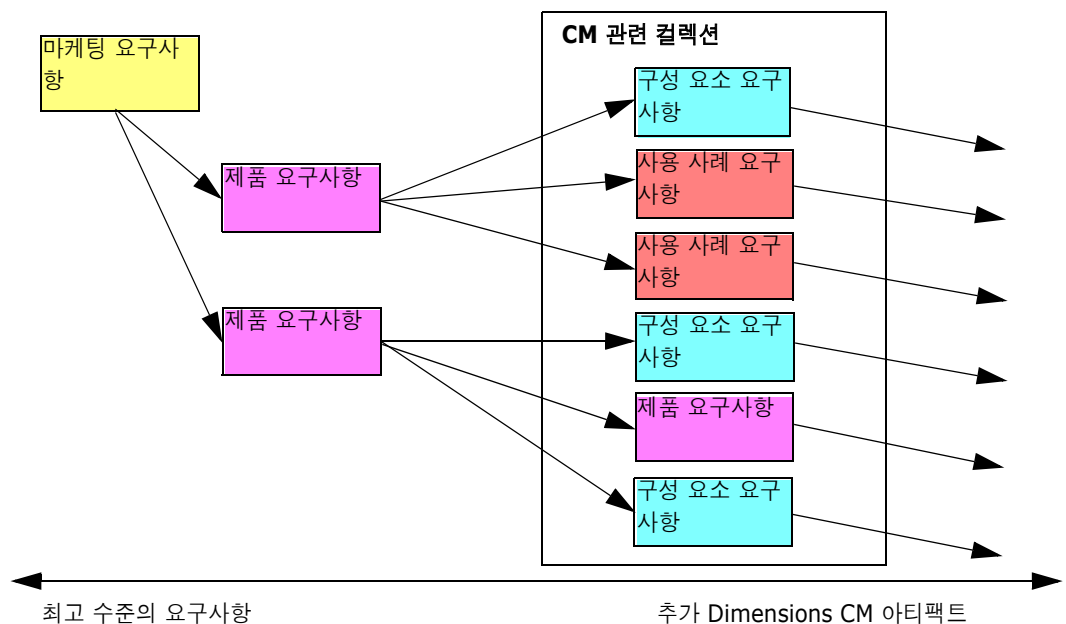 CM 관련 컬렉션
마케팅 요구사
항
구성 요소 요구
사항
제품 요구사항
사용 사례 요구
사항
사용 사례 요구
사항
제품 요구사항
구성 요소 요구
사항
제품 요구사항
구성 요소 요구
사항
최고 수준의 요구사항
추가 Dimensions CM 아티팩트